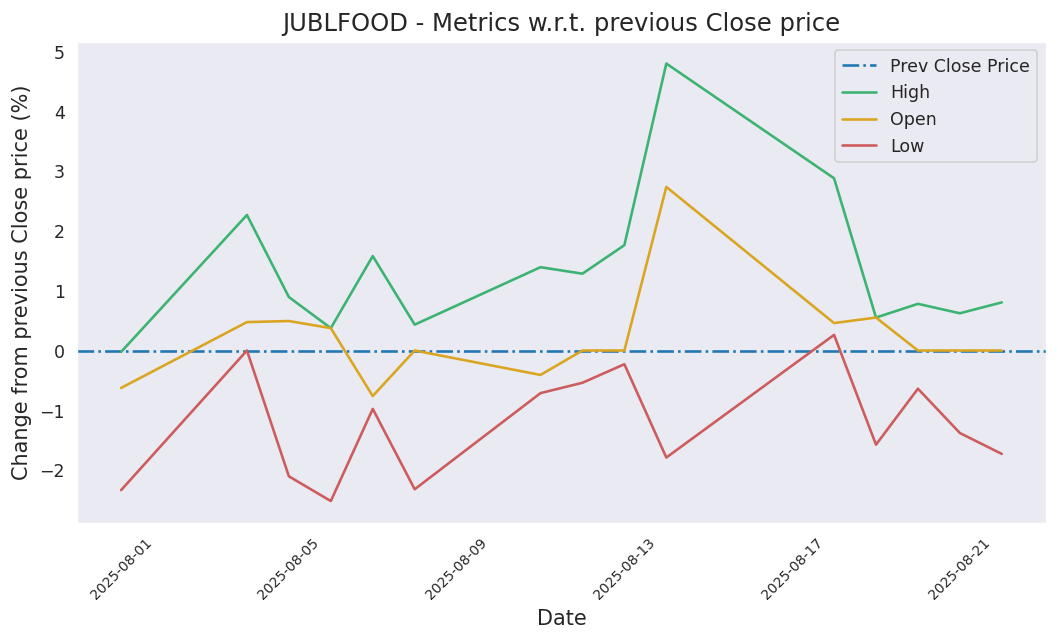 JUBLFOOD - Metrics w.r.t. previous Close price
Change from previous Close price (%)
5
4
3
2
1
0
−1
−2
Prev Close Price
High
Open
Low
2025-08-01
2025-08-05
2025-08-09
2025-08-13
2025-08-17
2025-08-21
Date